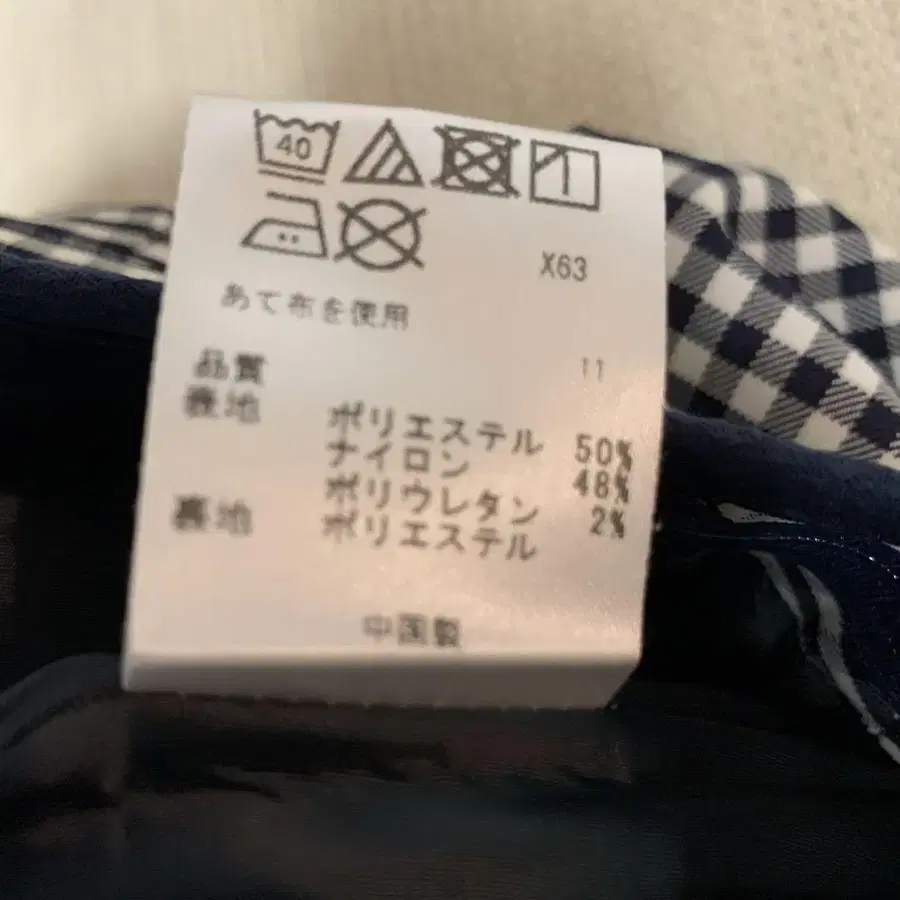 40
X63
あて布を使用
品質 11
表地 ポリエステル 50%
ナイロン 48%
ポリウレタン 2%
裏地 ポリエステル
中国製